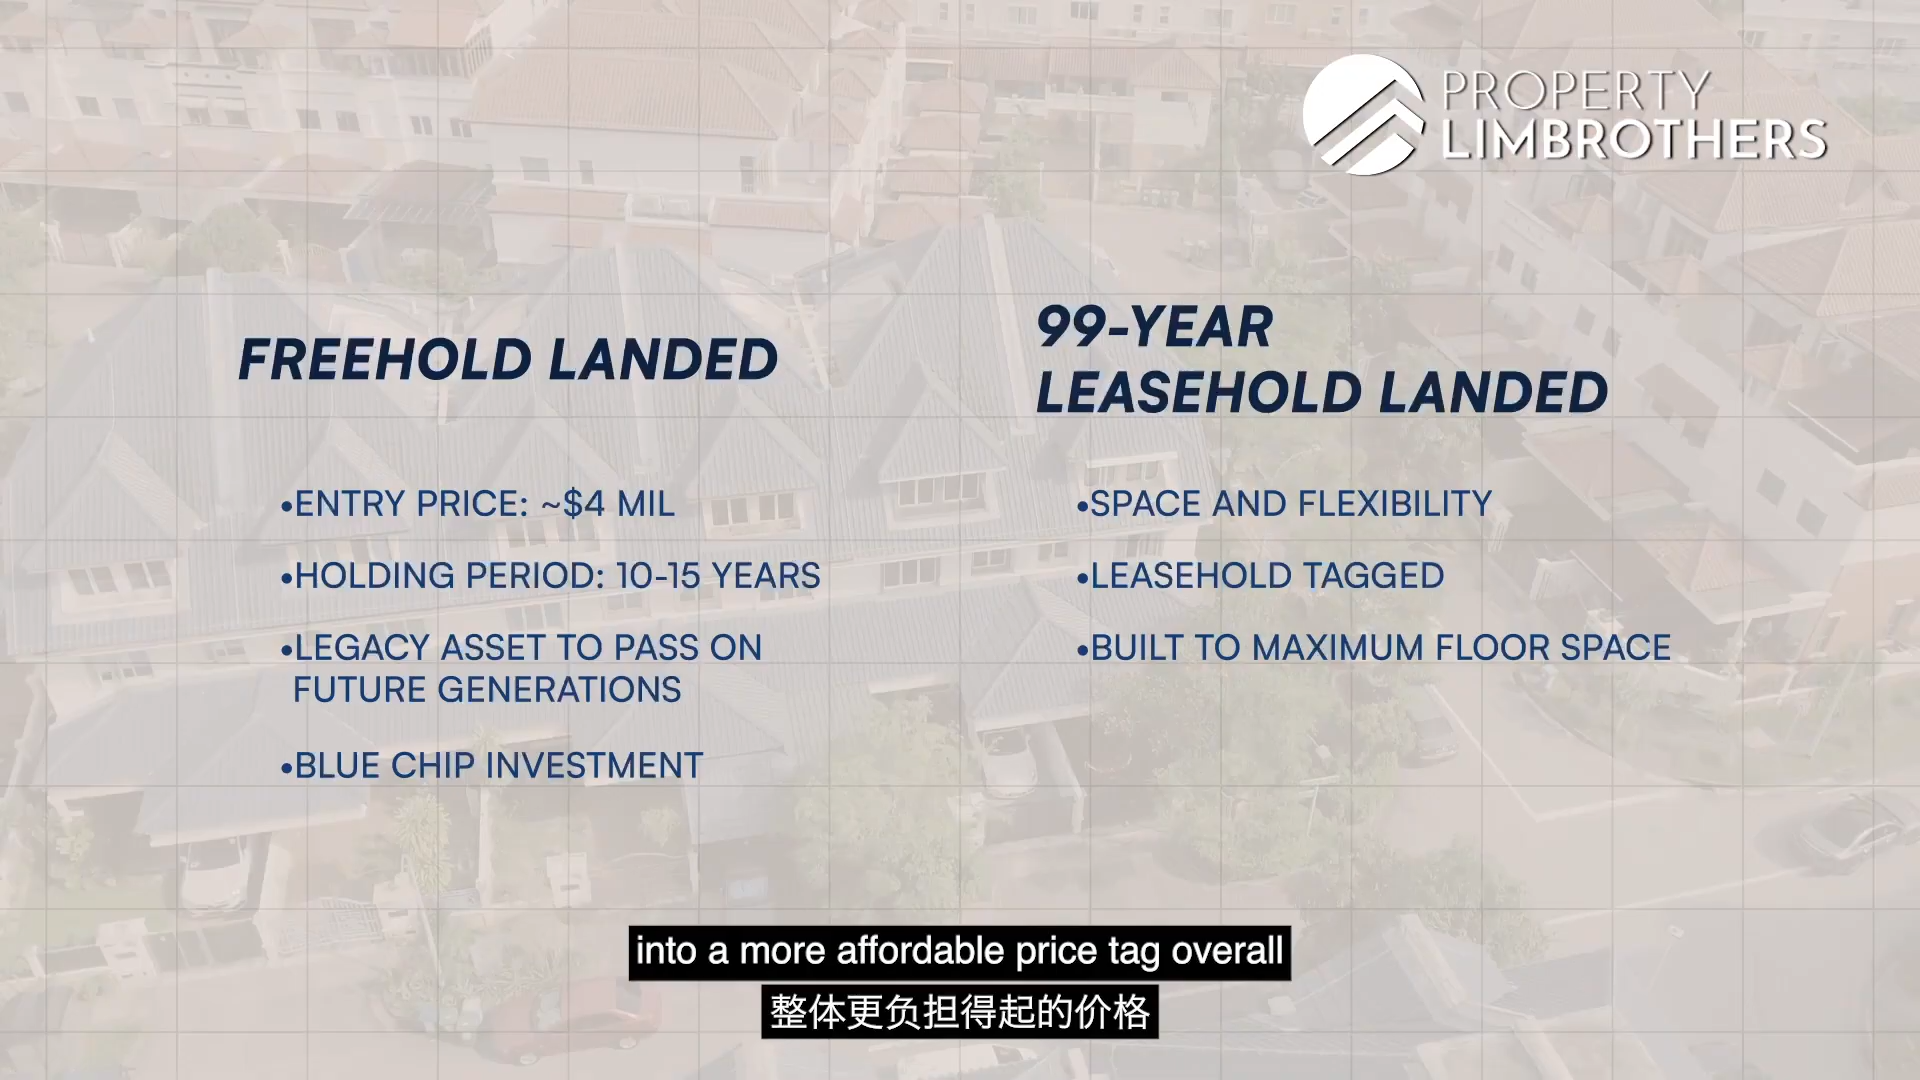 PROPERTY
LIMBROTHERS
FREEHOLD LANDED
•ENTRY PRICE: ~$4 MIL
•HOLDING PERIOD: 10-15 YEARS
•LEGACY ASSET TO PASS ON
FUTURE GENERATIONS
•BLUE CHIP INVESTMENT
99-YEAR
LEASEHOLD LANDED
•SPACE AND FLEXIBILITY
•LEASEHOLD TAGGED
•BUILT TO MAXIMUM FLOOR SPACE
into a more affordable price tag overall
整体更负担得起的价格